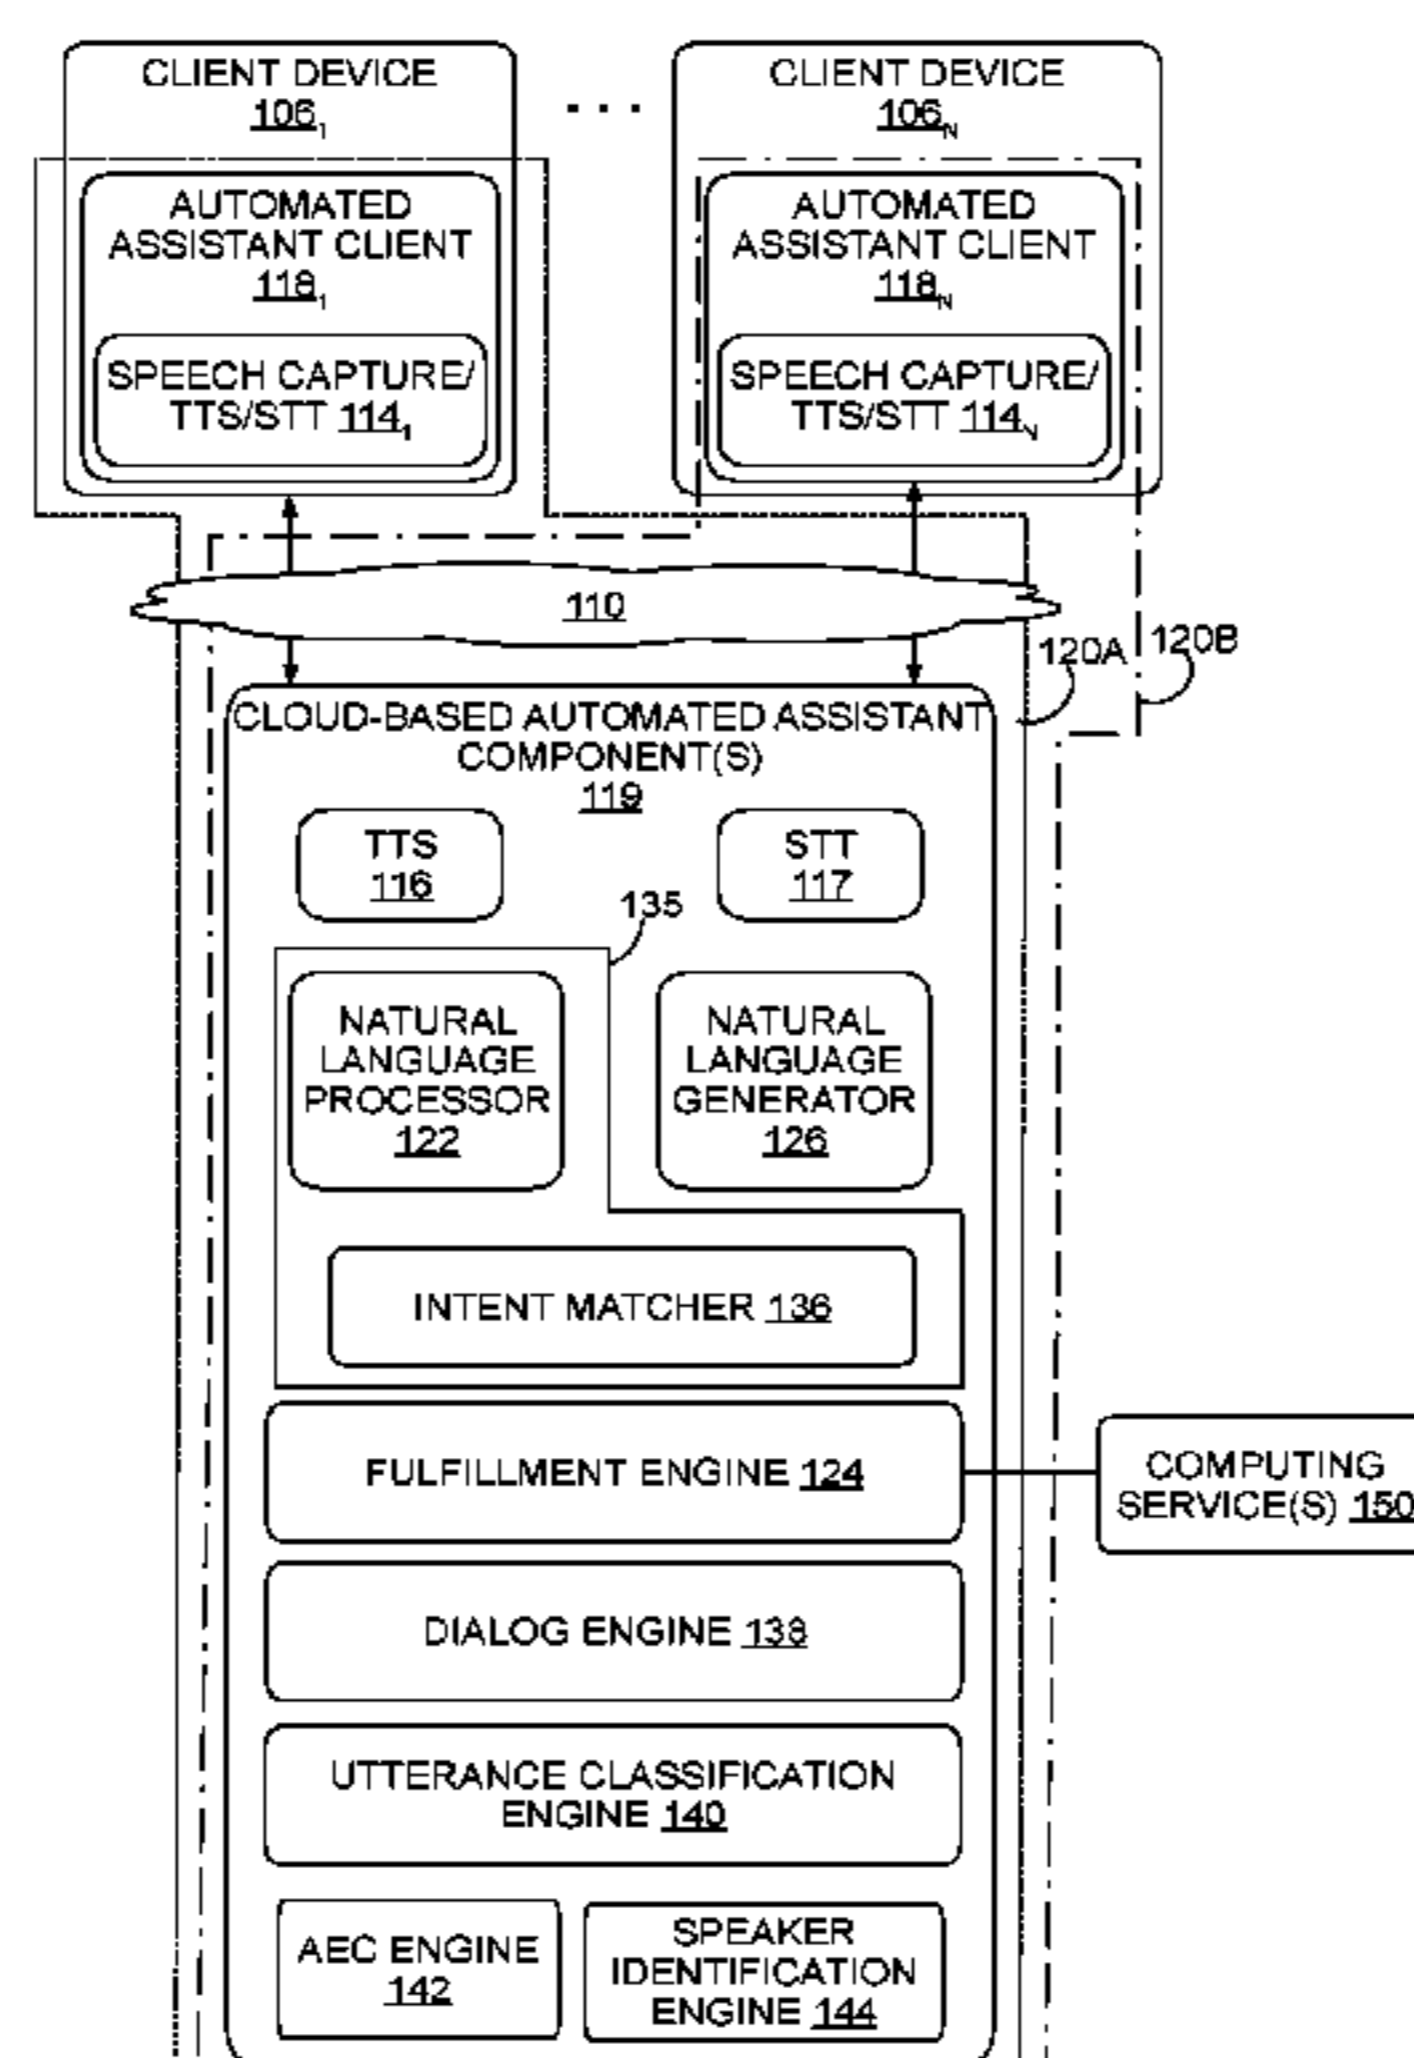 CLIENT DEVICE
106₁
AUTOMATED
ASSISTANT CLIENT
118₁
SPEECH CAPTURE/
TTS/STT 114₁
. . .
CLIENT DEVICE
106N
AUTOMATED
ASSISTANT CLIENT
118N
SPEECH CAPTURE/
TTS/STT 114N
110
120A
120B
CLOUD-BASED AUTOMATED ASSISTANT
COMPONENT(S)
119
TTS
116
STT
117
135
NATURAL
LANGUAGE
PROCESSOR
122
NATURAL
LANGUAGE
GENERATOR
126
INTENT MATCHER 136
FULFILLMENT ENGINE 124
COMPUTING
SERVICE(S) 150
DIALOG ENGINE 138
UTTERANCE CLASSIFICATION
ENGINE 140
AEC ENGINE
142
SPEAKER
IDENTIFICATION
ENGINE 144